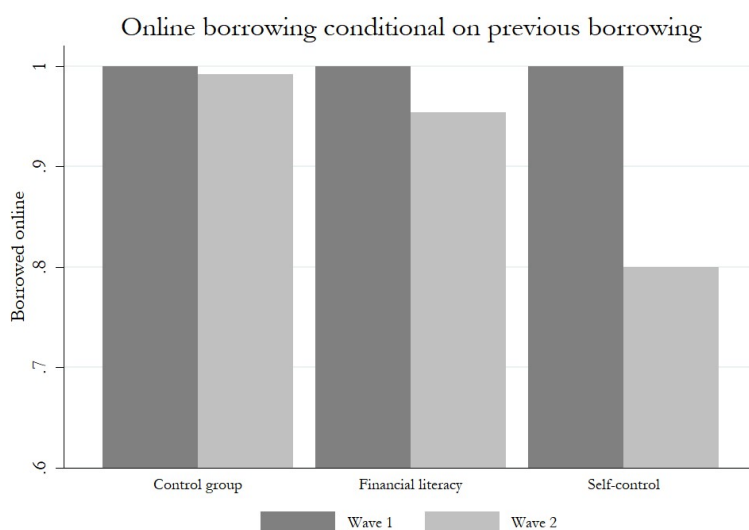 Online borrowing conditional on previous borrowing
Borrowed online
1
.9
.8
.7
.6
Control group
Financial literacy
Self-control
Wave 1
Wave 2